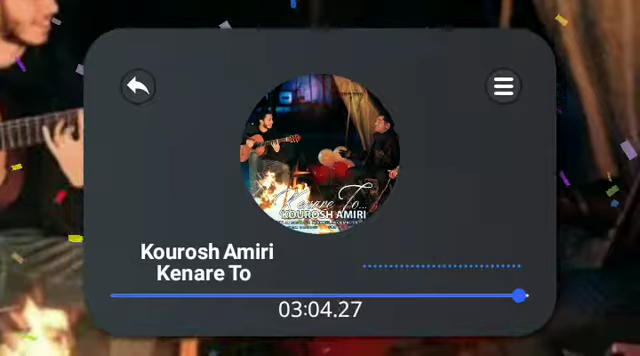 Kenare To...
KOUROSH AMIRI
Kourosh Amiri
Kenare To
03:04.27